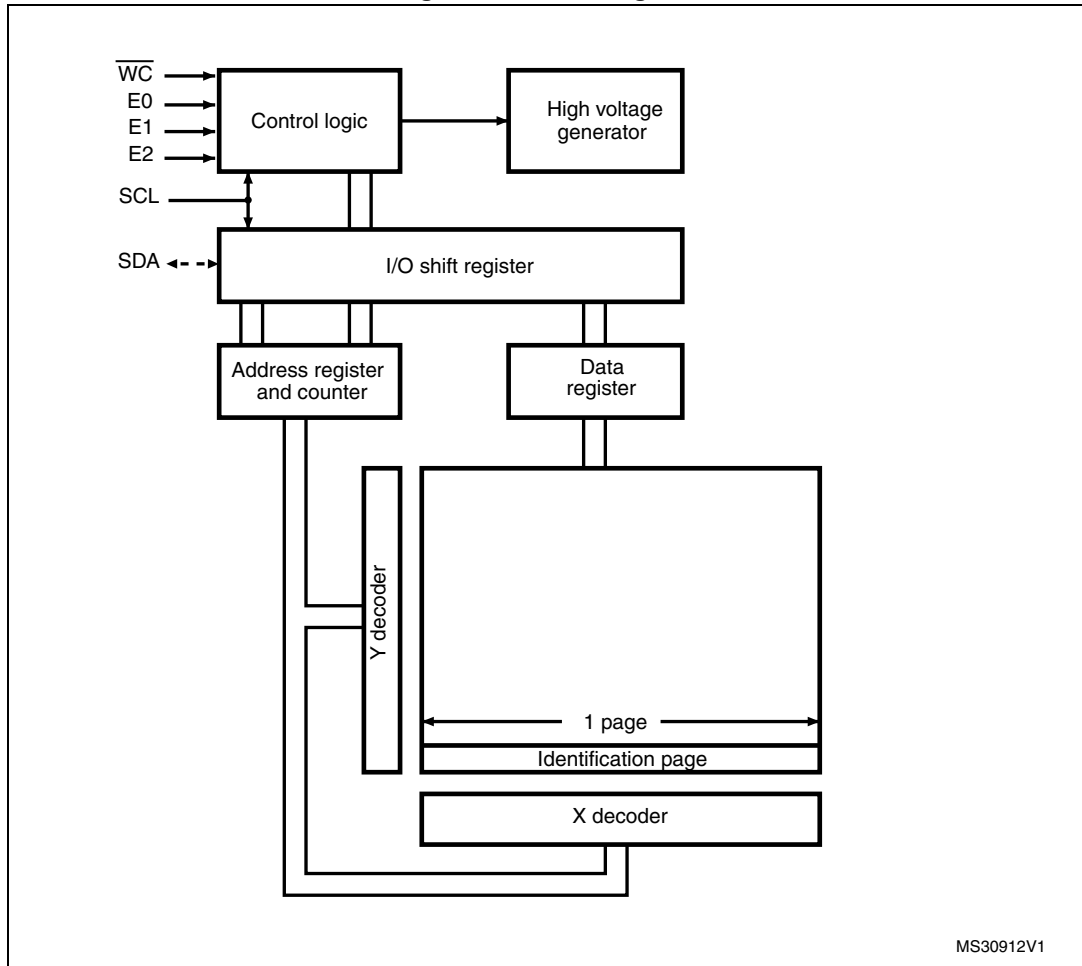 WC
E0
E1
E2
SCL
SDA
Control logic
High voltage
generator
I/O shift register
Address register
and counter
Data
register
Y decoder
1 page
Identification page
X decoder
MS30912V1